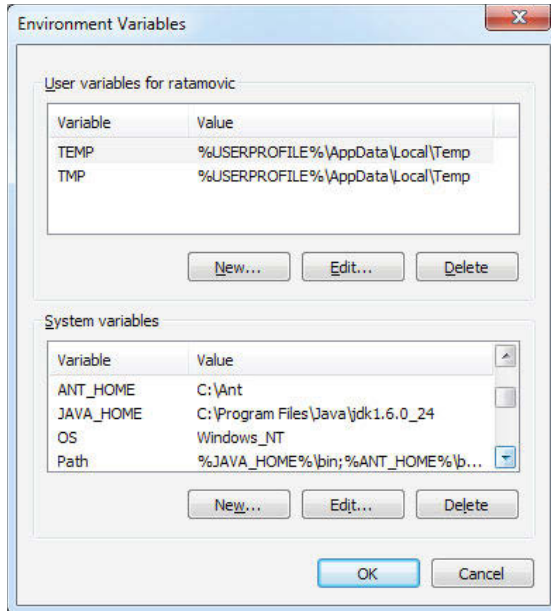 Environment Variables
User variables for ratamovic
Variable Value
TEMP %USERPROFILE%\AppData\Local\Temp
TMP %USERPROFILE%\AppData\Local\Temp
New... Edit... Delete
System variables
Variable Value
ANT_HOME C:\Ant
JAVA_HOME C:\Program Files\Java\jdk1.6.0_24
OS Windows_NT
Path %JAVA_HOME%\bin;%ANT_HOME%\b...
New... Edit... Delete
OK Cancel